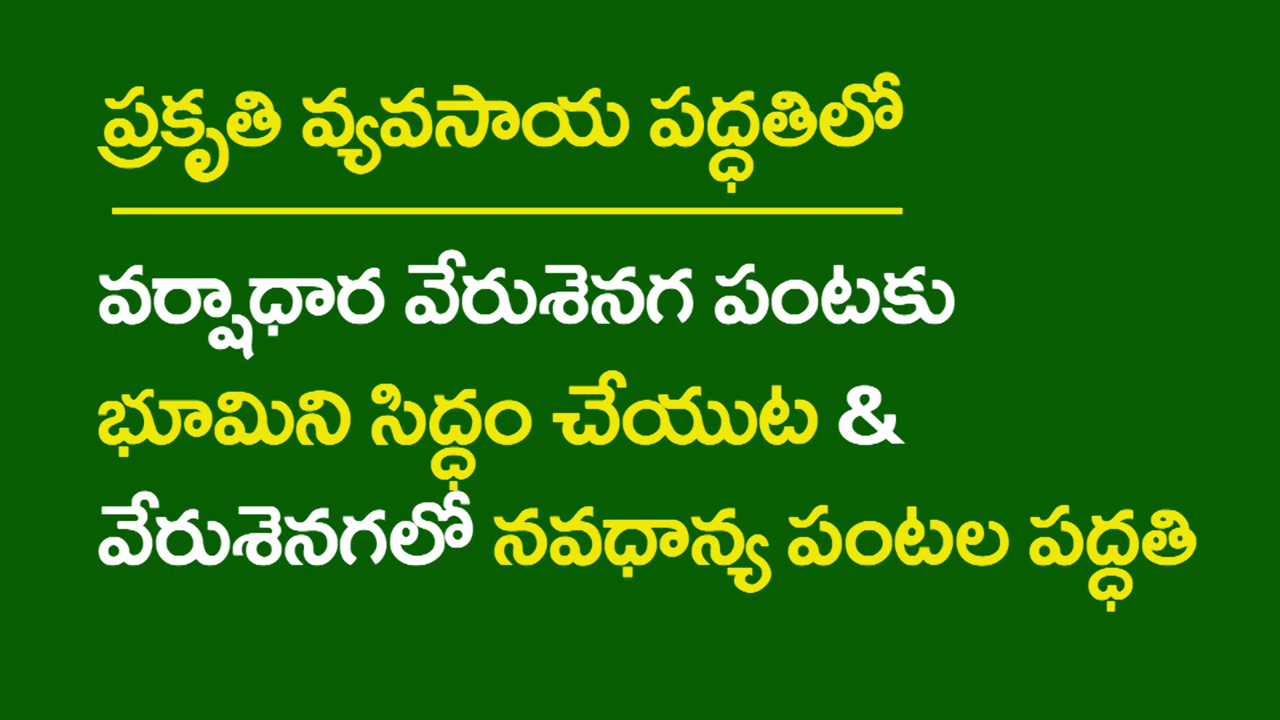 ప్రకృతి వ్యవసాయ పద్ధతిలో
వర్షాధార వేరుశెనగ పంటకు
భూమిని సిద్ధం చేయుట &
వేరుశెనగలో నవధాన్య పంటల పద్ధతి